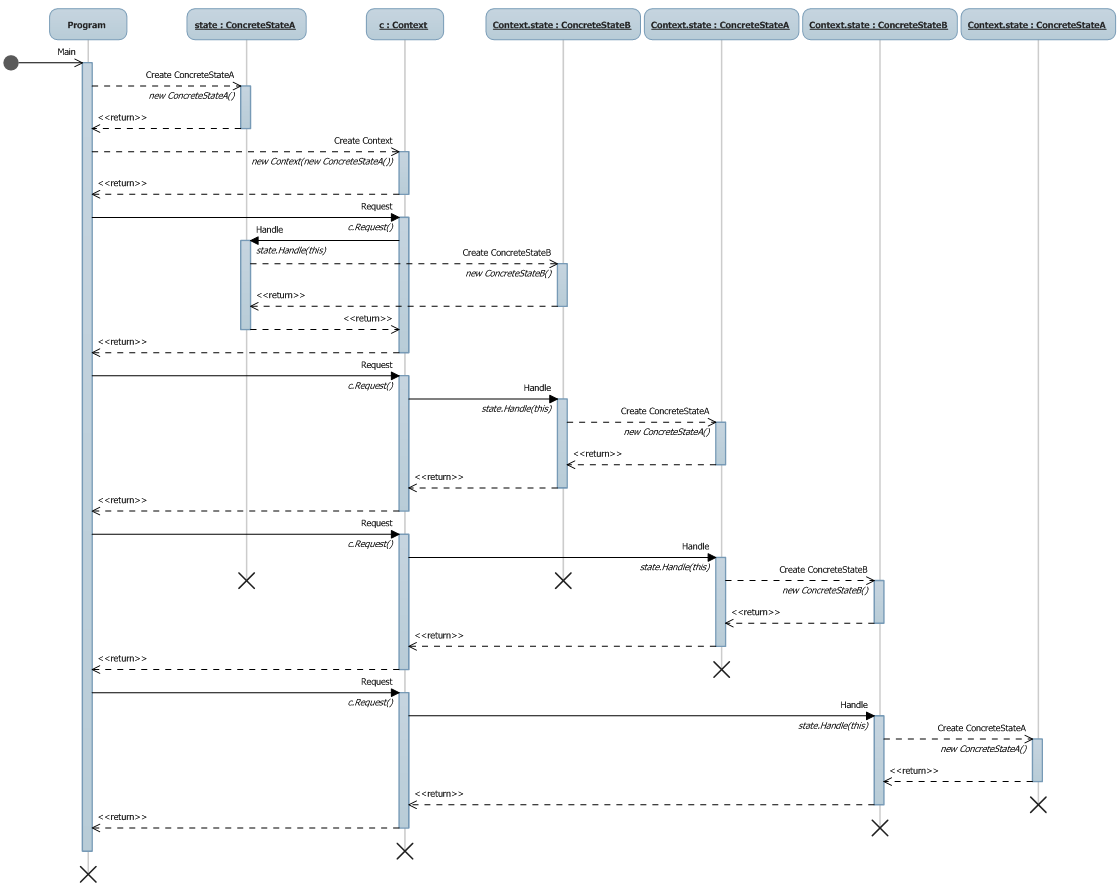 Program
state : ConcreteStateA
c : Context
Context.state : ConcreteStateB
Context.state : ConcreteStateA
Context.state : ConcreteStateB
Context.state : ConcreteStateA
Main
Create ConcreteStateA
new ConcreteStateA()
<<return>>
Create Context
new Context(new ConcreteStateA())
<<return>>
Request
c.Request()
Handle
state.Handle(this)
Create ConcreteStateB
new ConcreteStateB()
<<return>>
<<return>>
<<return>>
Request
c.Request()
Handle
state.Handle(this)
Create ConcreteStateA
new ConcreteStateA()
<<return>>
<<return>>
<<return>>
Request
c.Request()
Handle
state.Handle(this)
Create ConcreteStateB
new ConcreteStateB()
<<return>>
<<return>>
<<return>>
Request
c.Request()
Handle
state.Handle(this)
Create ConcreteStateA
new ConcreteStateA()
<<return>>
<<return>>
<<return>>